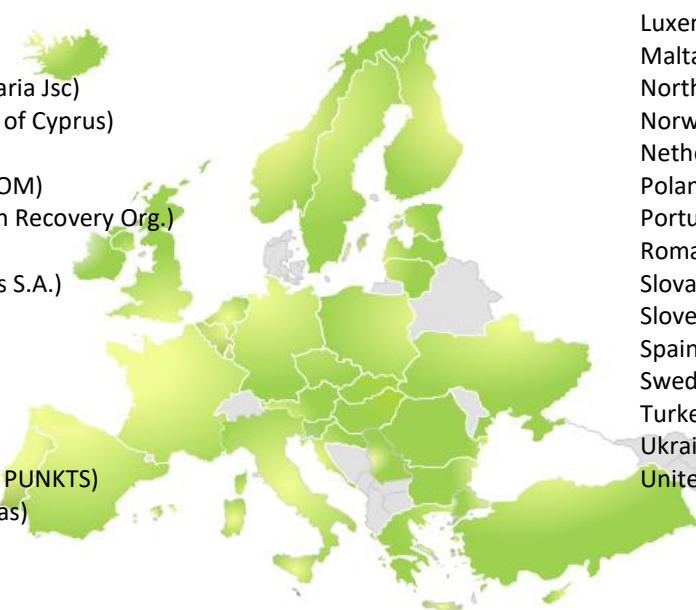 aria Jsc)
of Cyprus)
OM)
Recovery Org.)
s S.A.)
PUNKTS)
as)
Luxer
Malta
North
Norw
Nethe
Polan
Portu
Roma
Slova
Slove
Spain
Swed
Turke
Ukrai
Unite